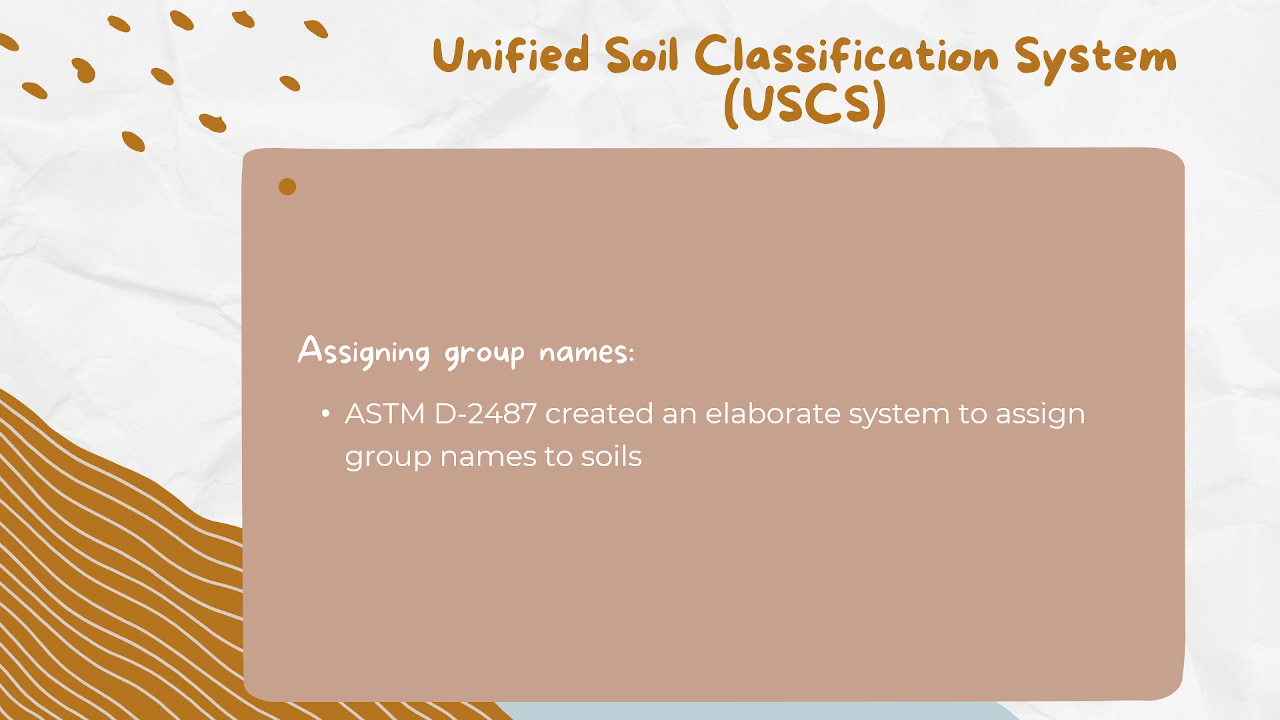 Unified Soil Classification System
(USCS)
Assigning group names:
• ASTM D-2487 created an elaborate system to assign
group names to soils